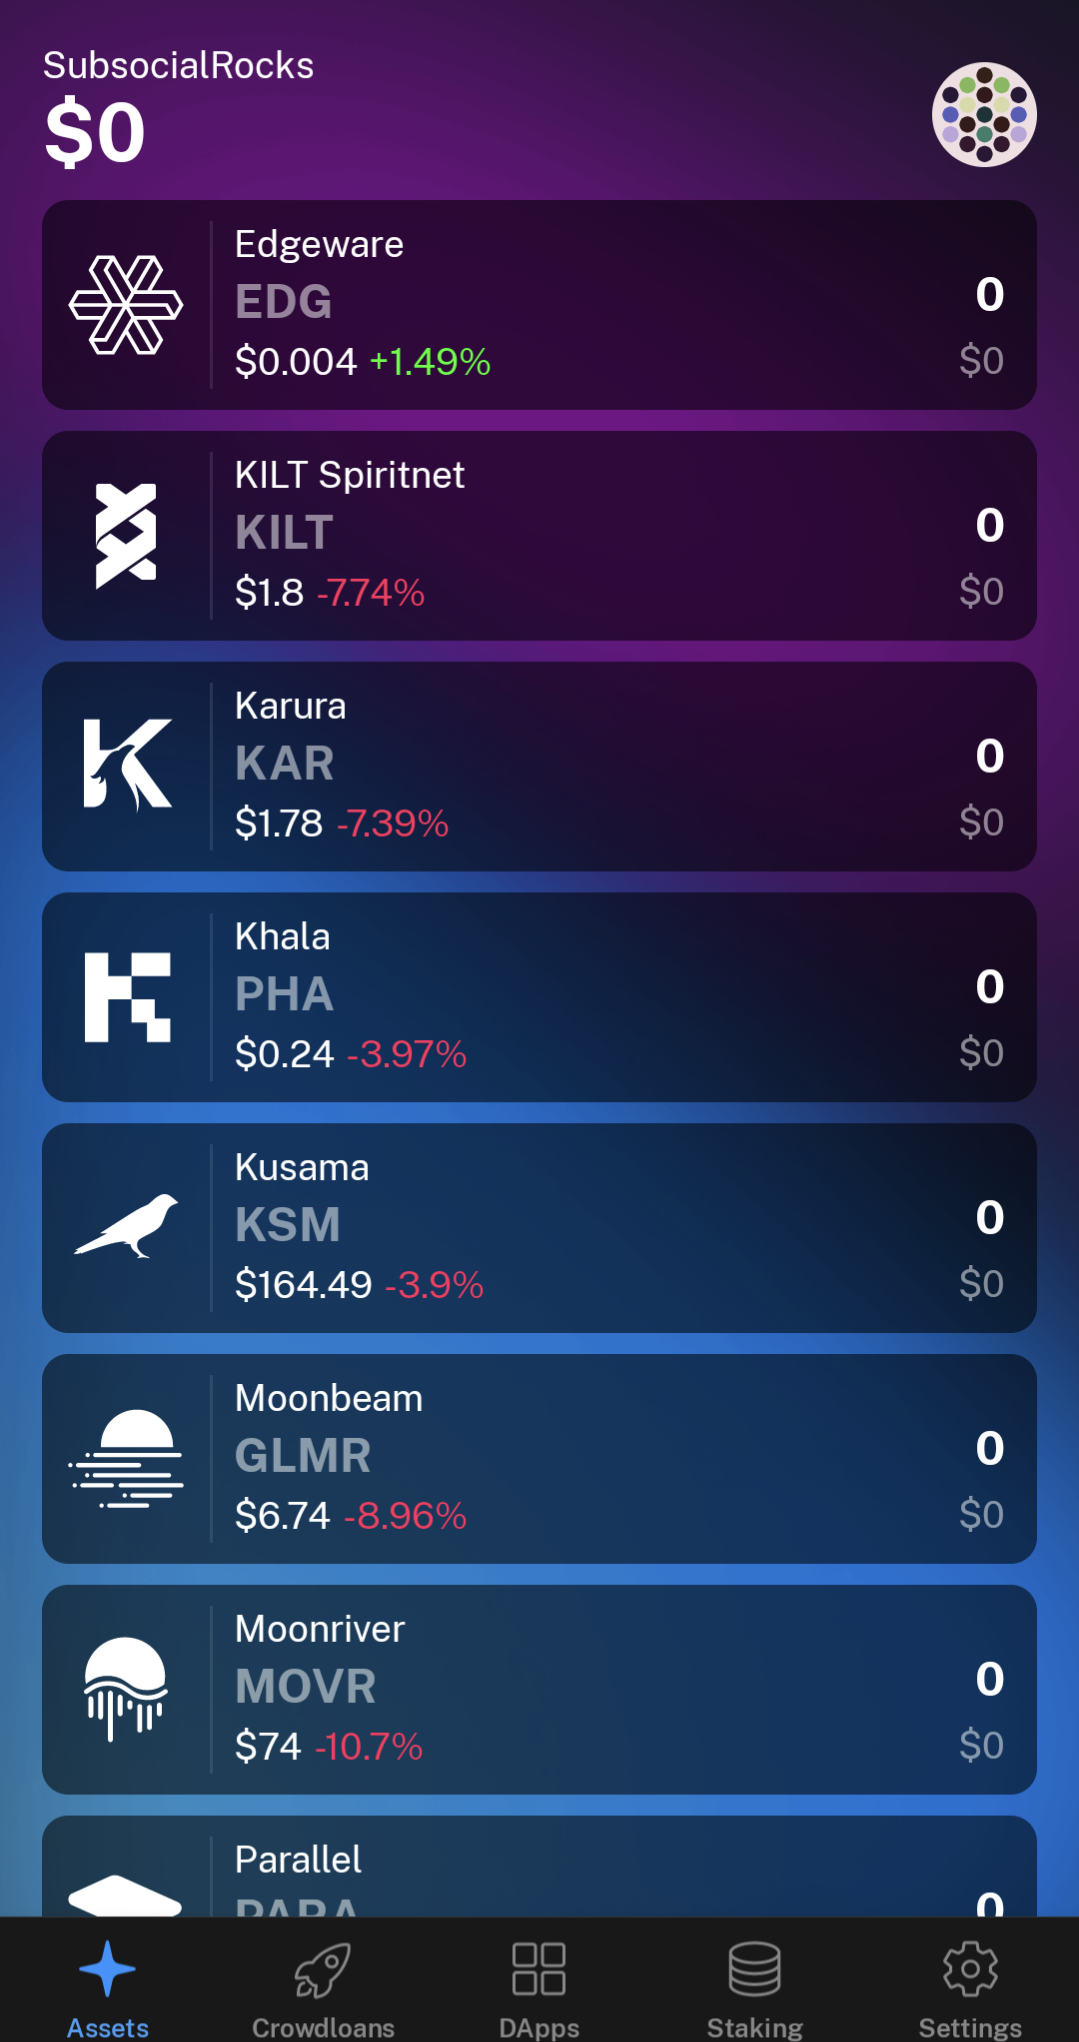 SubsocialRocks
$0
Edgeware
EDG
0
$0.004 +1.49%
$0
KILT Spiritnet
KILT
0
$1.8 -7.74%
$0
Karura
KAR
0
$1.78 -7.39%
$0
Khala
PHA
0
$0.24 -3.97%
$0
Kusama
KSM
0
$164.49 -3.9%
$0
Moonbeam
GLMR
0
$6.74 -8.96%
$0
Moonriver
MOVR
0
$74 -10.7%
$0
Parallel
PARA
0
Assets Crowdloans DApps Staking Settings